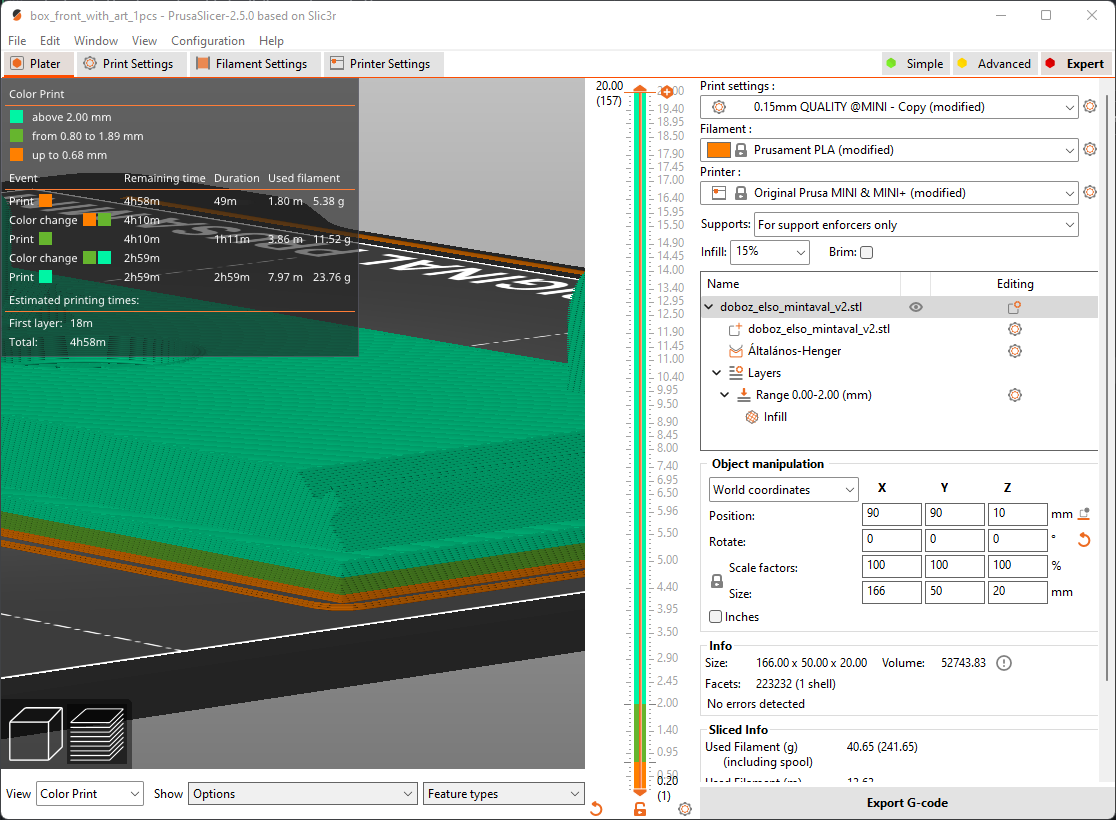 box_front_with_art_1pcs - PrusaSlicer-2.5.0 based on Slic3r
File Edit Window View Configuration Help
Plater Print Settings Filament Settings Printer Settings Simple Advanced Expert
Color Print
above 2.00 mm
from 0.80 to 1.89 mm
up to 0.68 mm
Event Remaining time Duration Used filament
Print 4h58m 49m 1.80 m 5.38 g
Color change 4h10m
Print 4h10m 1h11m 3.86 m 11.52 g
Color change 2h59m
Print 2h59m 2h59m 7.97 m 23.76 g
Estimated printing times:
First layer: 18m
Total: 4h58m
20.00
(157)
19.40
18.95
18.50
17.90
17.45
17.00
16.40
15.95
15.50
14.90
14.45
14.00
13.40
12.95
12.50
11.90
11.45
11.00
10.40
9.95
9.50
8.90
8.45
8.00
7.40
6.95
6.50
5.96
5.50
5.00
4.40
3.95
3.50
2.90
2.45
2.00
1.40
0.95
0.50
0.20
(1)
Print settings :
0.15mm QUALITY @MINI - Copy (modified)
Filament :
Prusament PLA (modified)
Printer :
Original Prusa MINI & MINI+ (modified)
Supports: For support enforcers only
Infill: 15% Brim:
Name Editing
doboz_elso_mintaval_v2.stl
doboz_elso_mintaval_v2.stl
Általános-Henger
Layers
Range 0.00-2.00 (mm)
Infill
Object manipulation
World coordinates X Y Z
Position: 90 90 10 mm
Rotate: 0 0 0 °
Scale factors: 100 100 100 %
Size: 166 50 20 mm
Inches
Info
Size: 166.00 x 50.00 x 20.00 Volume: 52743.83
Facets: 223232 (1 shell)
No errors detected
Sliced Info
Used Filament (g) 40.65 (241.65)
(including spool)
View Color Print Show Options Feature types
Export G-code